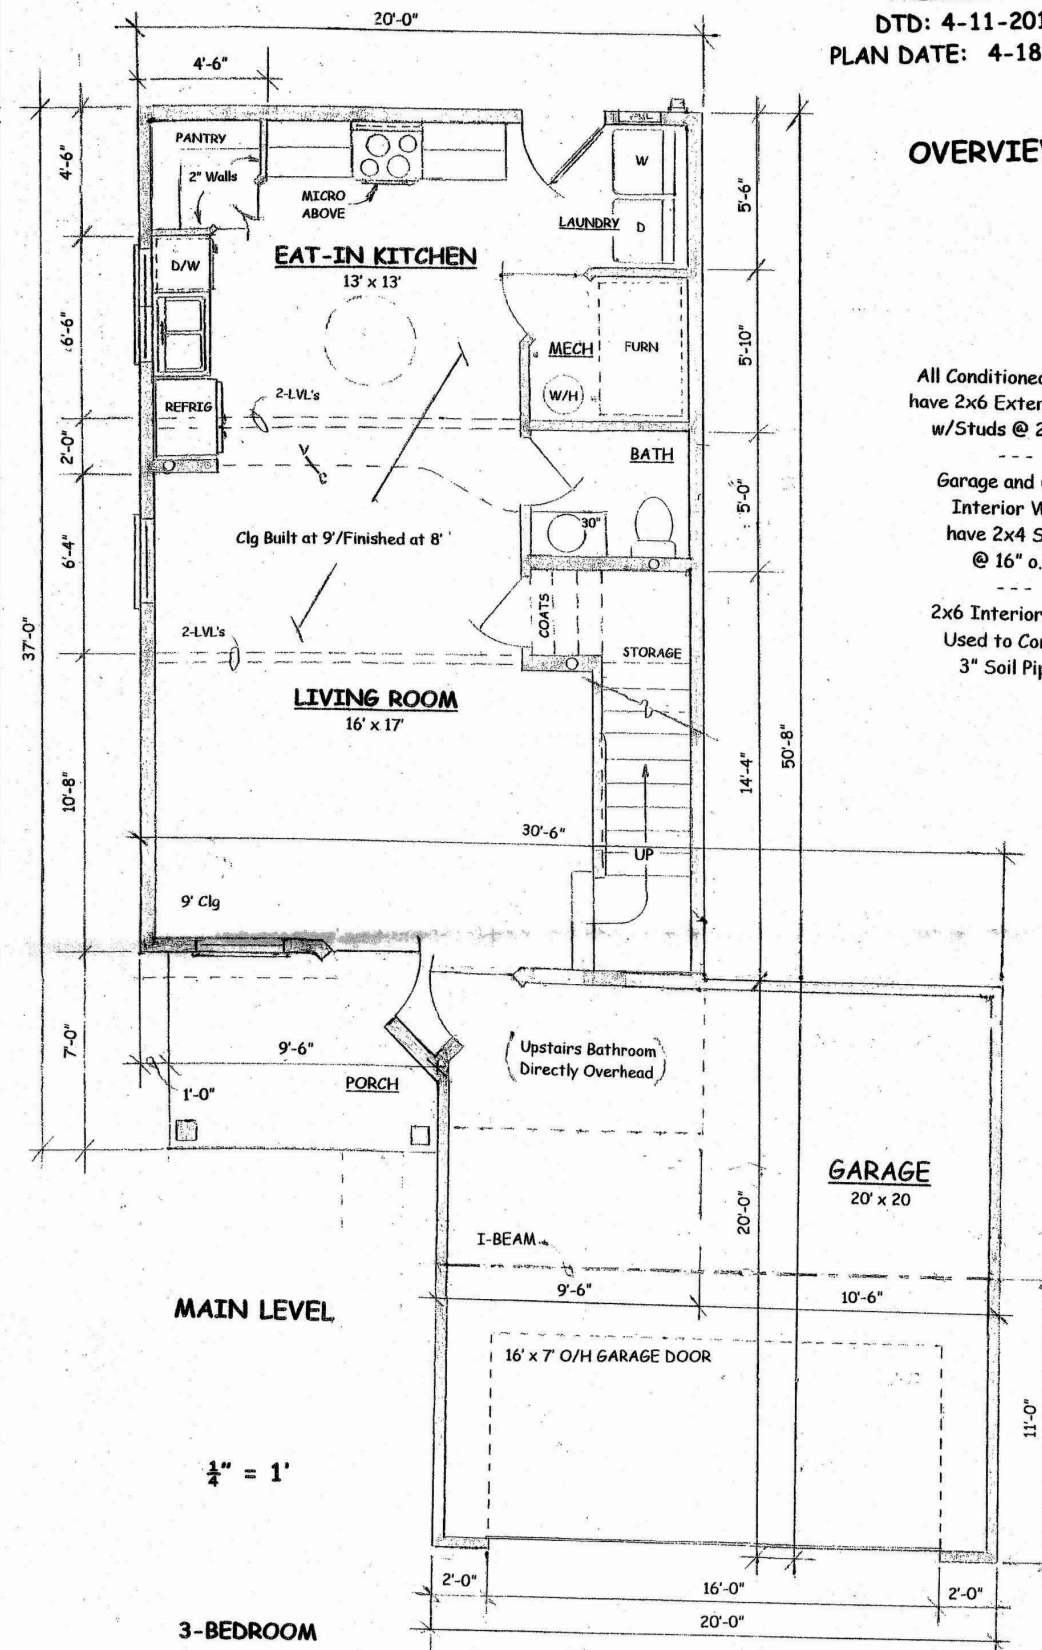 DTD: 4-11-201
PLAN DATE: 4-18
20'-0"
4'-6"
OVERVIE
PANTRY
2" Walls
MICRO
ABOVE
W
LAUNDRY
D
4'-6"
5'-6"
EAT-IN KITCHEN
13' x 13'
D/W
6'-6"
MECH
FURN
5'-10"
W/H
REFRIG
2-LVL's
2'-0"
BATH
30"
5'-0"
Clg Built at 9'/Finished at 8'
6'-4"
COATS
37'-0"
2-LVL's
STORAGE
LIVING ROOM
16' x 17'
50'-8"
14'-4"
10'-8"
30'-6"
UP
9' Clg
All Conditioned
have 2x6 Exter
w/Studs @ 2
- - -
Garage and
Interior W
have 2x4 S
@ 16" o.
- - -
2x6 Interior
Used to Co
3" Soil Pip
7'-0"
9'-6"
1'-0"
PORCH
(Upstairs Bathroom
Directly Overhead)
GARAGE
20' x 20
20'-0"
I-BEAM
9'-6"
10'-6"
MAIN LEVEL
16' x 7' O/H GARAGE DOOR
11'-0"
1/4" = 1'
2'-0"
16'-0"
2'-0"
20'-0"
3-BEDROOM